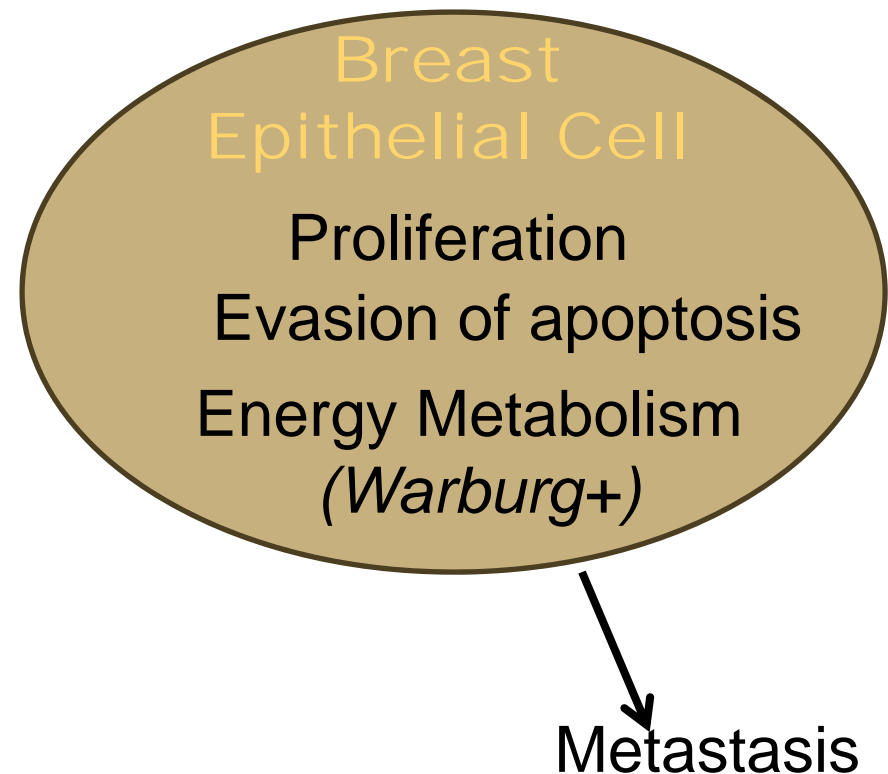 Breast
Epithelial Cell
Proliferation
Evasion of apoptosis
Energy Metabolism
(Warburg+)
Metastasis